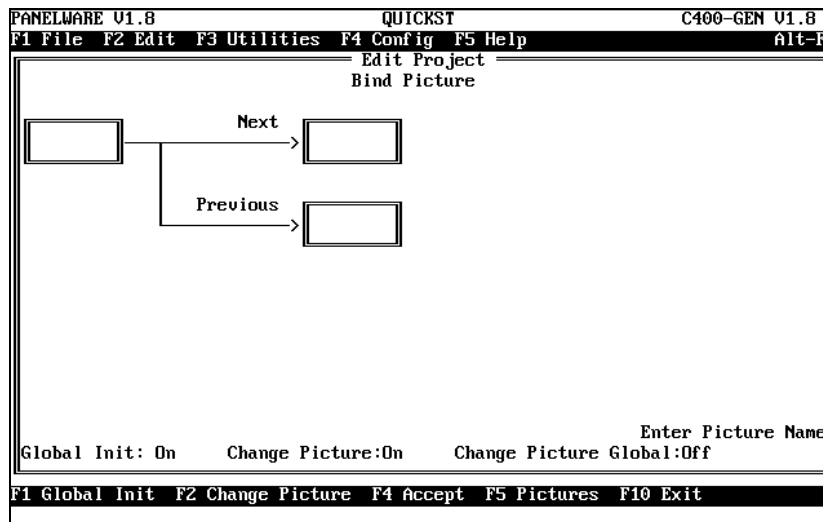 PANELWARE V1.8 QUICKST C400-GEN V1.8
F1 File F2 Edit F3 Utilities F4 Config F5 Help Alt-F
Edit Project
Bind Picture
Next
>
Previous
>
Enter Picture Name
Global Init: On Change Picture:On Change Picture Global:Off
F1 Global Init F2 Change Picture F4 Accept F5 Pictures F10 Exit